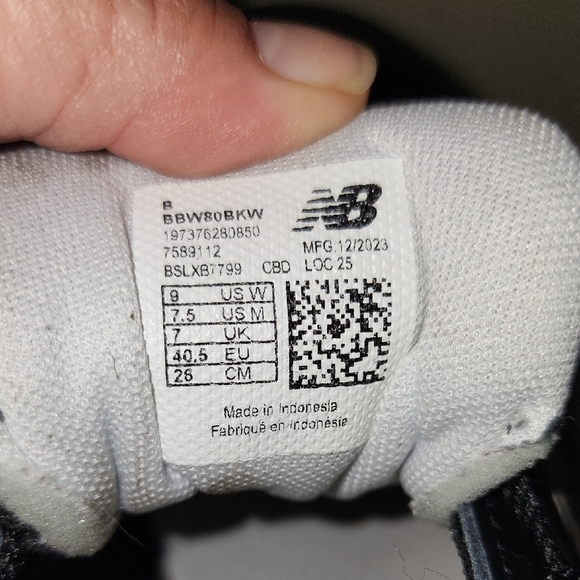 B
BBW80BKW
NB
197376280850
7589112
MFG.12/2023
BSLXB7799 CBD LOC:25
9 US W
7.5 US M
7 UK
40.5 EU
26 CM
Made in Indonesia
Fabriqué en Indonésie